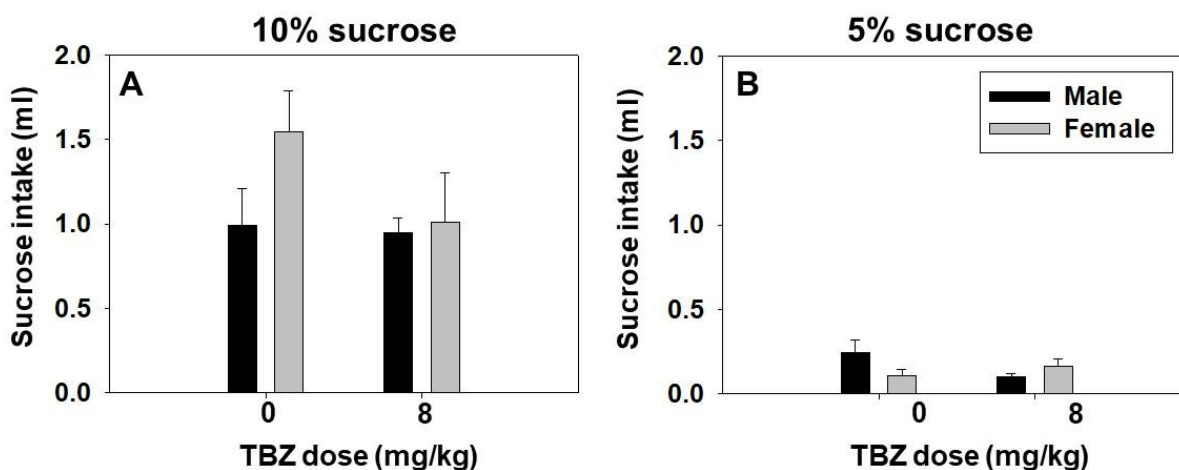 10% sucrose
A
Sucrose intake (ml)
2.0
1.5
1.0
0.5
0.0
0 8
TBZ dose (mg/kg)
5% sucrose
B
Male
Female
Sucrose intake (ml)
2.0
1.5
1.0
0.5
0.0
0 8
TBZ dose (mg/kg)